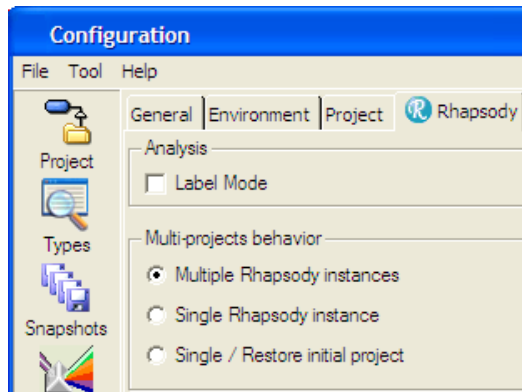 Configuration
File Tool Help
Project
Types
Snapshots
General Environment Project Rhapsody
Analysis
Label Mode
Multi-projects behavior
Multiple Rhapsody instances
Single Rhapsody instance
Single / Restore initial project